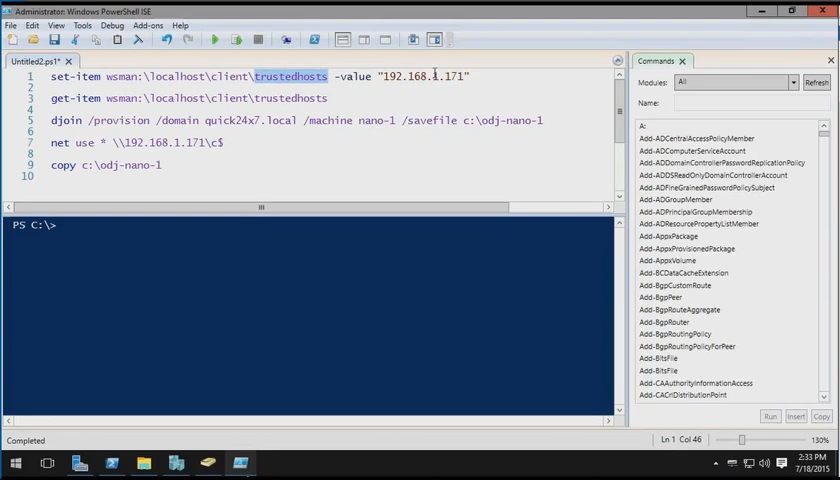 Administrator: Windows PowerShell ISE
File Edit View Tools Debug Add-ons Help
Untitled2.ps1*
1 set-item wsman:\localhost\client\trustedhosts -value "192.168.1.171"
2
3 get-item wsman:\localhost\client\trustedhosts
4
5 djoin /provision /domain quick24x7.local /machine nano-1 /savefile c:\odj-nano-1
6
7 net use * \\192.168.1.171\c$
8
9 copy c:\odj-nano-1
10
PS C:\>
Commands
Modules: All Refresh
Name:
A:
Add-ADCentralAccessPolicyMember
Add-ADComputerServiceAccount
Add-ADDomainControllerPasswordReplicationPolicy
Add-ADDSReadOnlyDomainControllerAccount
Add-ADFineGrainedPasswordPolicySubject
Add-ADGroupMember
Add-ADPrincipalGroupMembership
Add-ADResourcePropertyListMember
Add-AppxPackage
Add-AppxProvisionedPackage
Add-AppxVolume
Add-BCDataCacheExtension
Add-BgpCustomRoute
Add-BgpPeer
Add-BgpRouteAggregate
Add-BgpRouter
Add-BgpRoutingPolicy
Add-BgpRoutingPolicyForPeer
Add-BitsFile
Add-BitsFile
Add-CAAuthorityInformationAccess
Add-CACrlDistributionPoint
Run Insert Copy
Completed
Ln 1 Col 46
130%
2:33 PM
7/18/2015